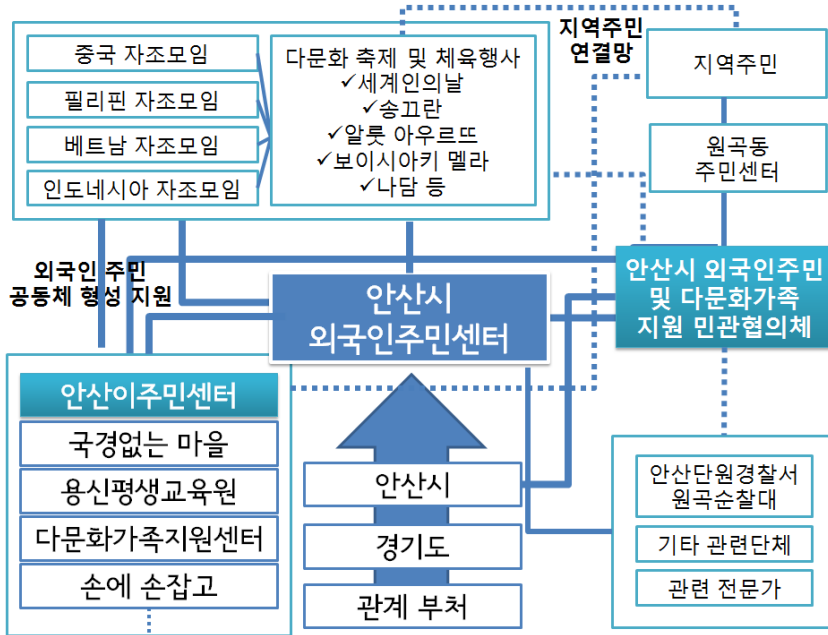 중국 자조모임
필리핀 자조모임
베트남 자조모임
인도네시아 자조모임
다문화 축제 및 체육행사
✓세계인의날
✓송끄란
✓알룻 아우르뜨
✓보이시아키 멜라
✓나담 등
지역주민
연결망
지역주민
원곡동
주민센터
외국인 주민
공동체 형성 지원
안산시
외국인주민센터
안산시 외국인주민
및 다문화가족
지원 민관협의체
안산이주민센터
국경없는 마을
용신평생교육원
다문화가족지원센터
손에 손잡고
안산시
경기도
관계 부처
안산단원경찰서
원곡순찰대
기타 관련단체
관련 전문가